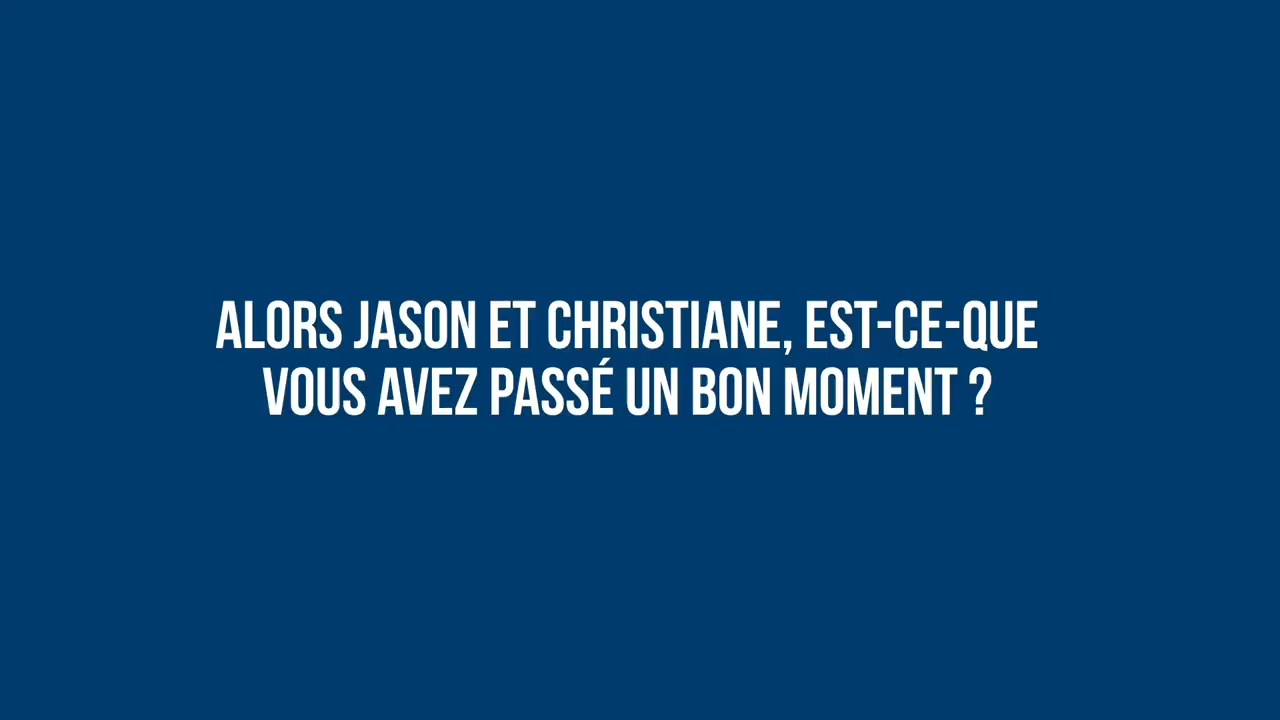 ALORS JASON ET CHRISTIANE, EST-CE-QUE
VOUS AVEZ PASSÉ UN BON MOMENT ?